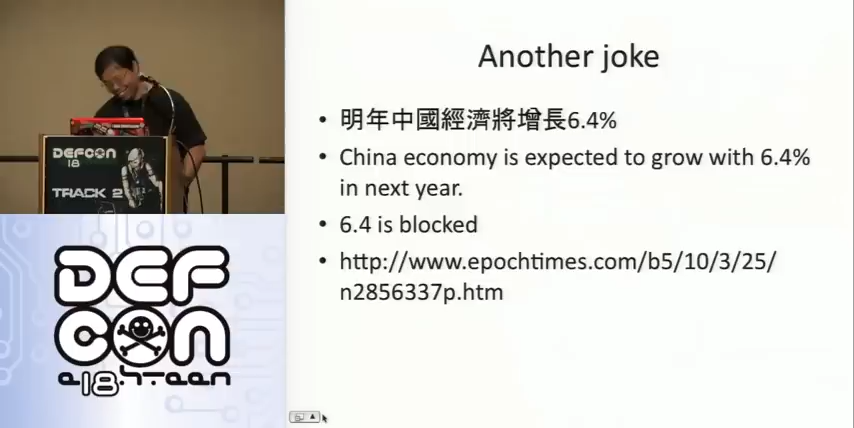 DEFCON
18
TRACK 2
DEF
CON
e18hteen
Another joke
• 明年中國經濟將增長6.4%
• China economy is expected to grow with 6.4%
in next year.
• 6.4 is blocked
• http://www.epochtimes.com/b5/10/3/25/
n2856337p.htm